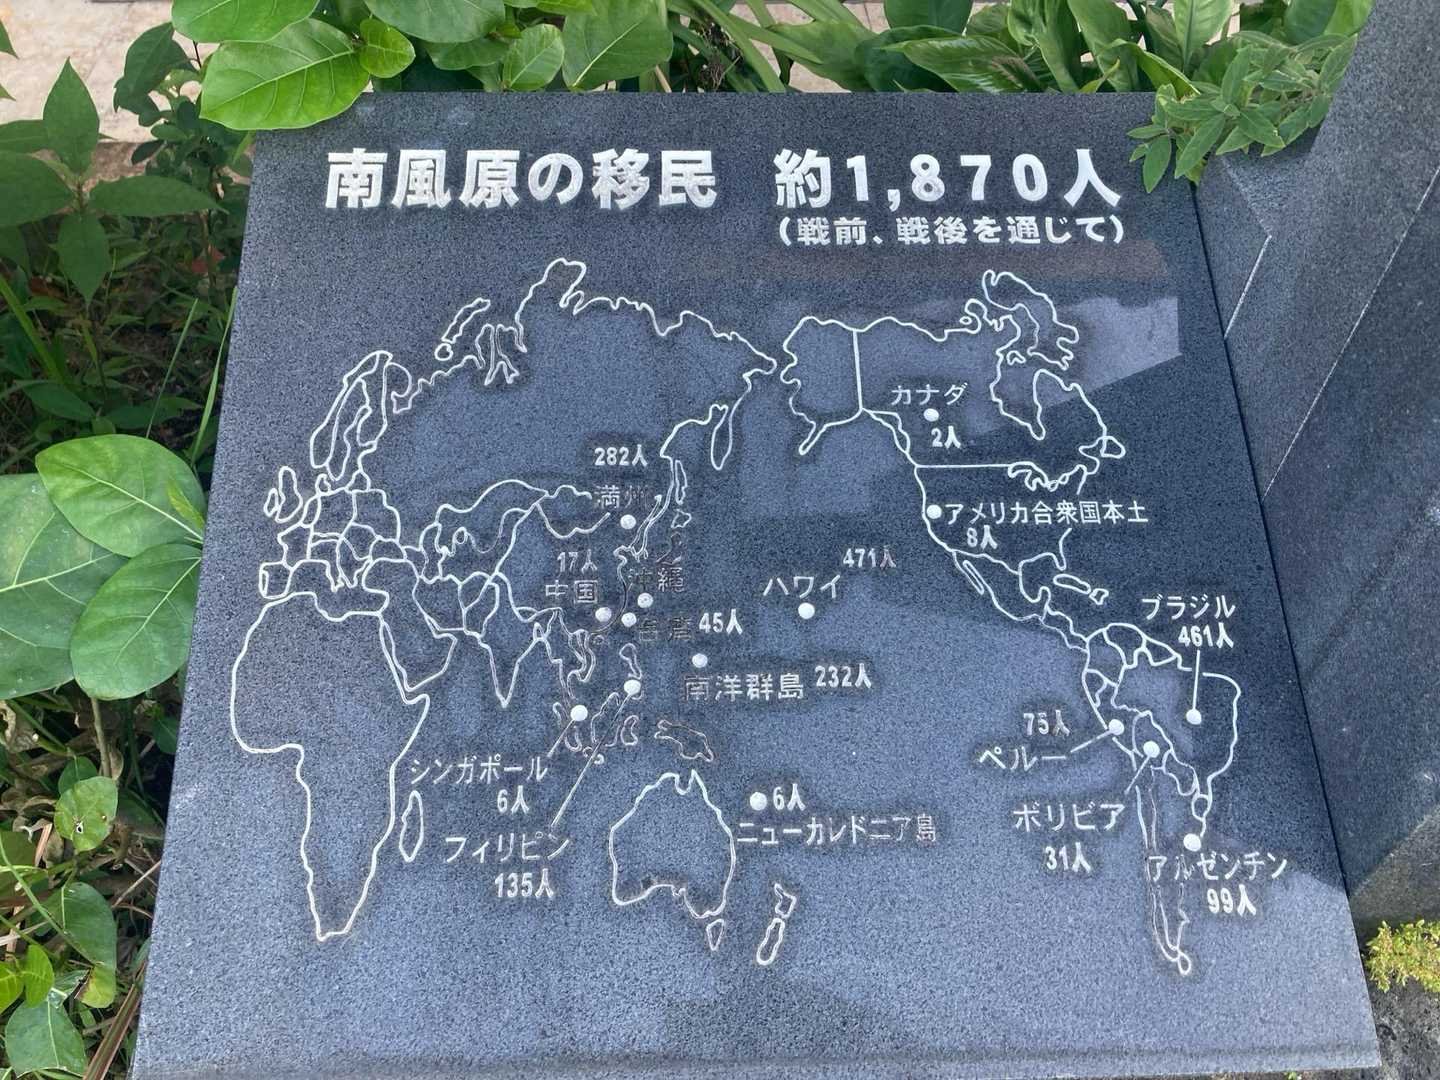 南風原の移民　約1,870人
（戦前、戦後を通じて）
カナダ
2人
282人
満州
アメリカ合衆国本土
8人
17人
中国
沖縄
471人
ハワイ
台湾 45人
ブラジル
461人
南洋群島 232人
75人
ペルー
シンガポール
6人
6人
ニューカレドニア島
ボリビア
31人
フィリピン
135人
アルゼンチン
99人